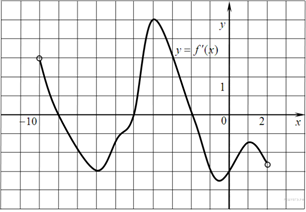 y
y = f′(x)
1
−10 0 2 x